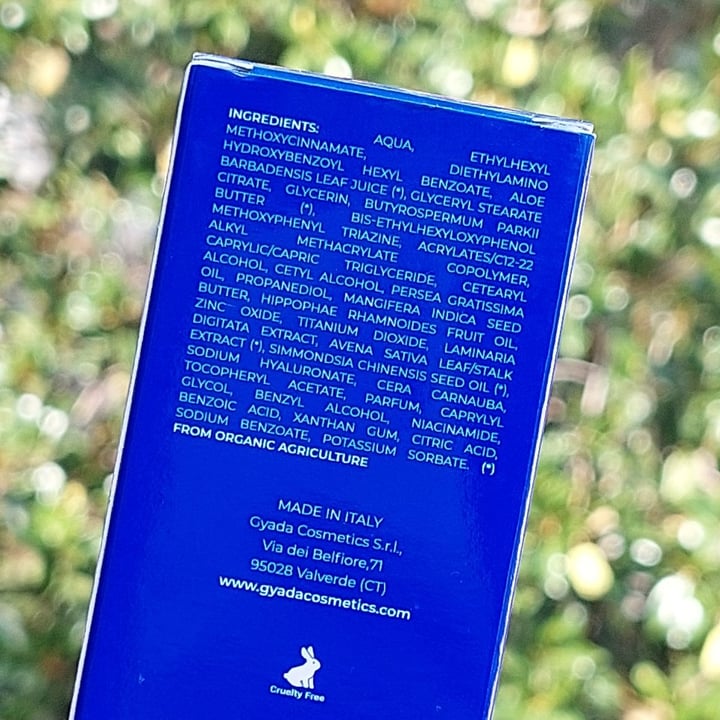 INGREDIENTS: AQUA, ETHYLHEXYL
METHOXYCINNAMATE, DIETHYLAMINO
HYDROXYBENZOYL HEXYL BENZOATE, ALOE
BARBADENSIS LEAF JUICE (*), GLYCERYL STEARATE
CITRATE, GLYCERIN, BUTYROSPERMUM PARKII
BUTTER (*), BIS-ETHYLHEXYLOXYPHENOL
METHOXYPHENYL TRIAZINE, ACRYLATES/C12-22
ALKYL METHACRYLATE COPOLYMER,
CAPRYLIC/CAPRIC TRIGLYCERIDE, CETEARYL
ALCOHOL, CETYL ALCOHOL, PERSEA GRATISSIMA
OIL, PROPANEDIOL, MANGIFERA INDICA SEED
BUTTER, HIPPOPHAE RHAMNOIDES FRUIT OIL,
ZINC OXIDE, TITANIUM DIOXIDE, LAMINARIA
DIGITATA EXTRACT, AVENA SATIVA LEAF/STALK
EXTRACT (*), SIMMONDSIA CHINENSIS SEED OIL (*),
SODIUM HYALURONATE, CERA CARNAUBA,
TOCOPHERYL ACETATE, PARFUM, CAPRYLYL
GLYCOL, BENZYL ALCOHOL, NIACINAMIDE,
BENZOIC ACID, XANTHAN GUM, CITRIC ACID,
SODIUM BENZOATE, POTASSIUM SORBATE. (*)
FROM ORGANIC AGRICULTURE
MADE IN ITALY
Gyada Cosmetics S.r.l.,
Via dei Belfiore,71
95028 Valverde (CT)
www.gyadacosmetics.com
Cruelty Free